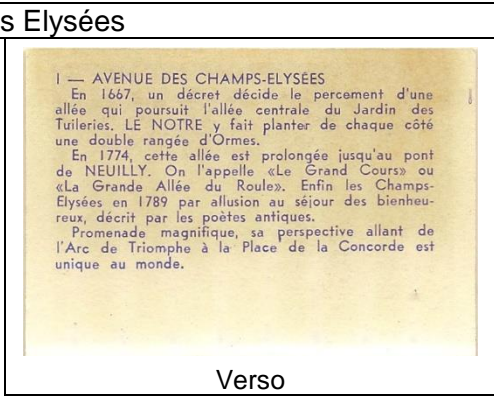 s Elysées
I — AVENUE DES CHAMPS-ELYSÉES
En 1667, un décret décide le percement d'une
allée qui poursuit l'allée centrale du Jardin des
Tuileries. LE NOTRE y fait planter de chaque côté
une double rangée d'Ormes.
En 1774, cette allée est prolongée jusqu'au pont
de NEUILLY. On l'appelle «Le Grand Cours» ou
«La Grande Allée du Roule». Enfin les Champs-
Elysées en 1789 par allusion au séjour des bienheu-
reux, décrit par les poètes antiques.
Promenade magnifique, sa perspective allant de
l'Arc de Triomphe à la Place de la Concorde est
unique au monde.
Verso